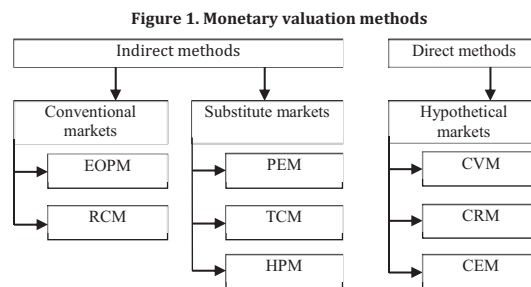 Figure 1. Monetary valuation methods
Indirect methods
Direct methods
Conventional
markets
Substitute markets
Hypothetical
markets
EOPM
PEM
CVM
RCM
TCM
CRM
HPM
CEM